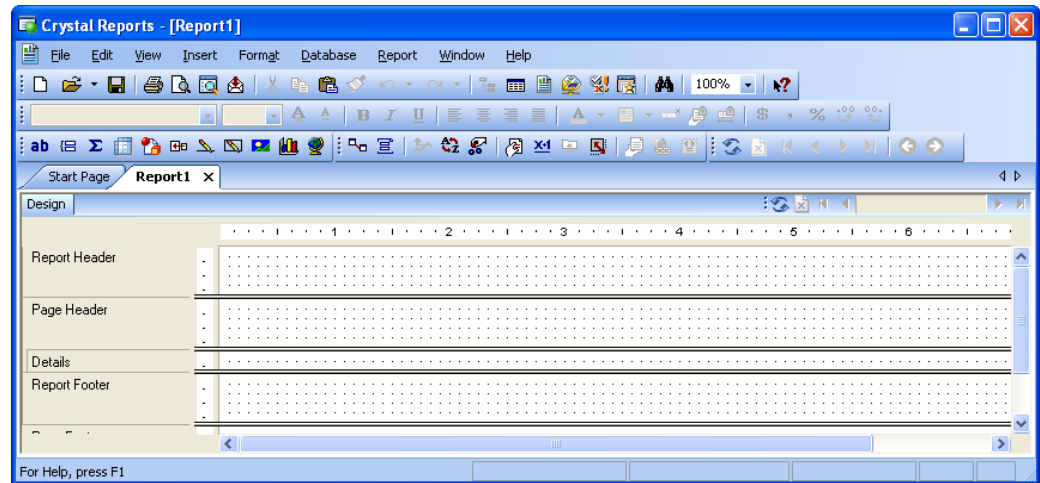 Crystal Reports - [Report1]
File Edit View Insert Format Database Report Window Help
100%
A A B I U A $ , %
ab Σ
Start Page Report1 X
Design
1 2 3 4 5 6
Report Header
Page Header
Details
Report Footer
For Help, press F1